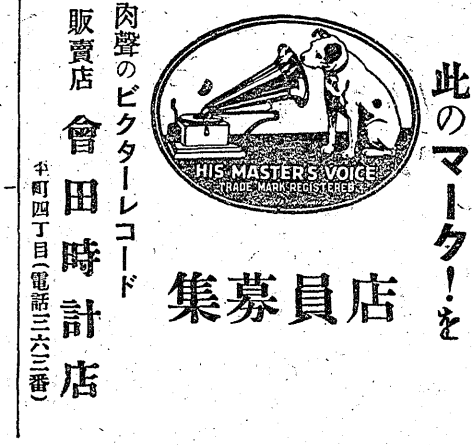 此のマーク！を
HIS MASTER'S VOICE
TRADE MARK REGISTERED
集募員店
肉聲のビクターレコード
販賣店 會田時計店
平町四丁目（電話三六三番）